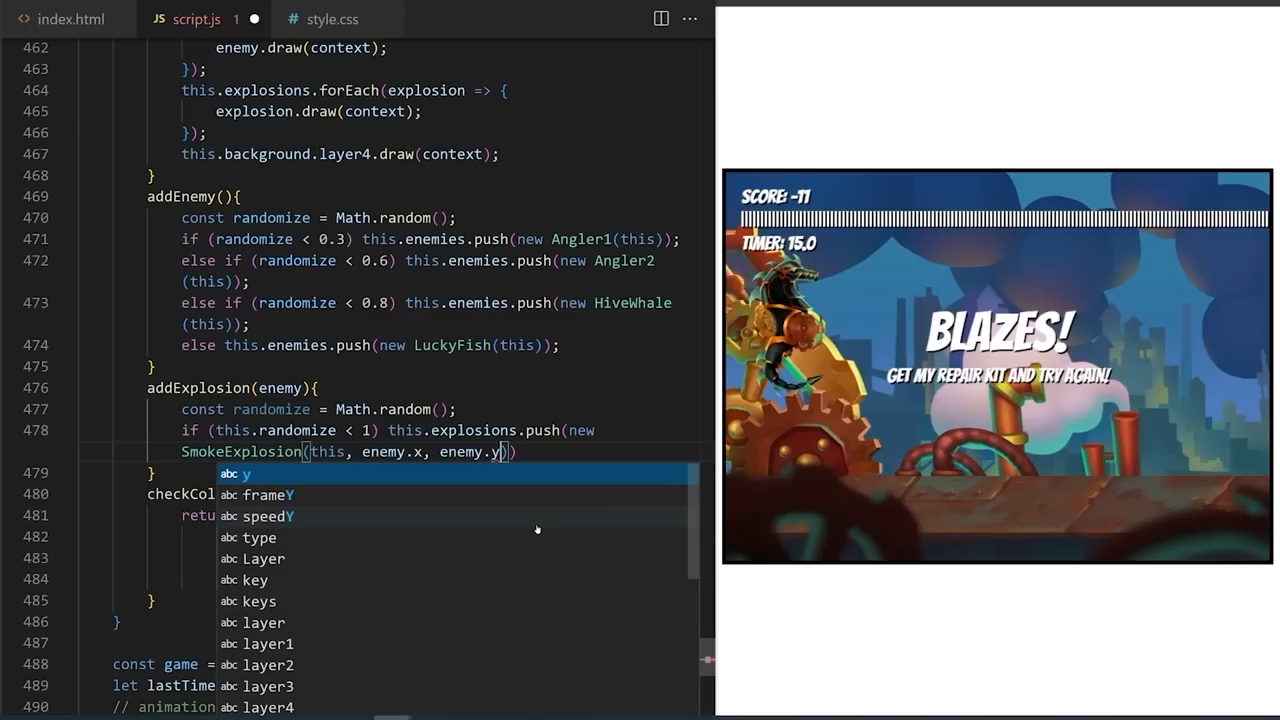 index.html
JS script.js 1
# style.css
462 enemy.draw(context);
463 });
464 this.explosions.forEach(explosion => {
465 explosion.draw(context);
466 });
467 this.background.layer4.draw(context);
468 }
469 addEnemy(){
470 const randomize = Math.random();
471 if (randomize < 0.3) this.enemies.push(new Angler1(this));
472 else if (randomize < 0.6) this.enemies.push(new Angler2
(this));
473 else if (randomize < 0.8) this.enemies.push(new HiveWhale
(this));
474 else this.enemies.push(new LuckyFish(this));
475 }
476 addExplosion(enemy){
477 const randomize = Math.random();
478 if (this.randomize < 1) this.explosions.push(new
SmokeExplosion(this, enemy.x, enemy.y))
479 }
480 checkCol
481 retu
482
483
484
485 }
486 }
487
488 const game =
489 let lastTime
490 // animation
abc y
abc frameY
abc speedY
abc type
abc Layer
abc key
abc keys
abc layer
abc layer1
abc layer2
abc layer3
abc layer4
SCORE: -11
TIMER: 15.0
BLAZES!
GET MY REPAIR KIT AND TRY AGAIN!